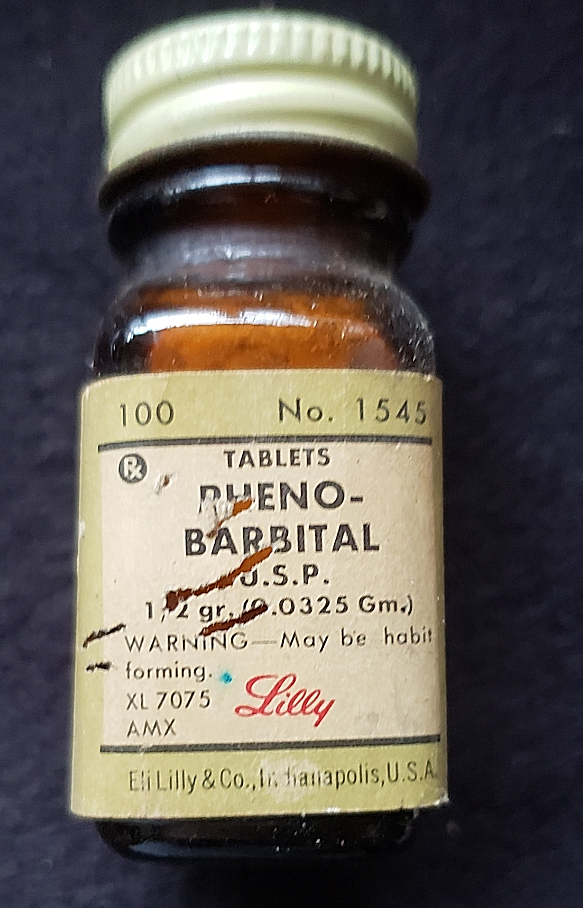 100 No. 1545
Rx TABLETS
PHENO-
BARBITAL
U.S.P.
1/2 gr. (0.0325 Gm.)
WARNING—May be habit
forming.
XL 7075 Lilly
AMX
Eli Lilly & Co., Indianapolis, U.S.A.